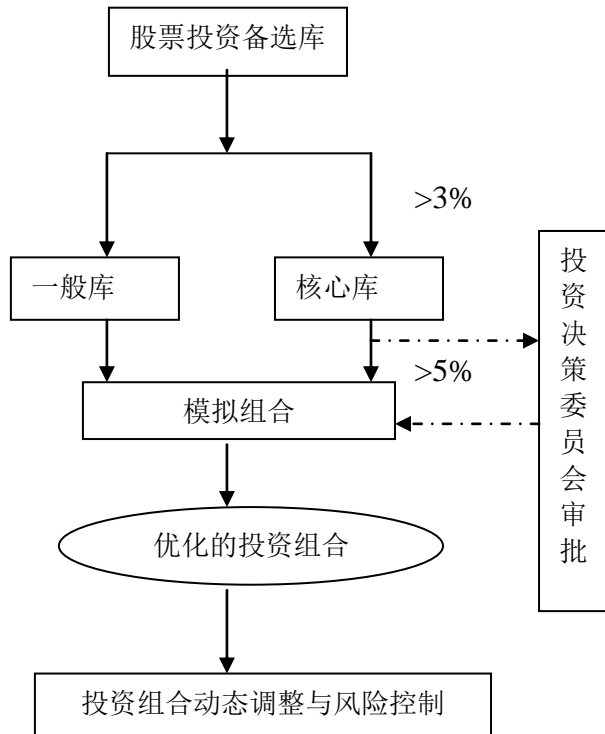 股票投资备选库
>3%
一般库
核心库
投资决策委员会审批
>5%
模拟组合
优化的投资组合
投资组合动态调整与风险控制